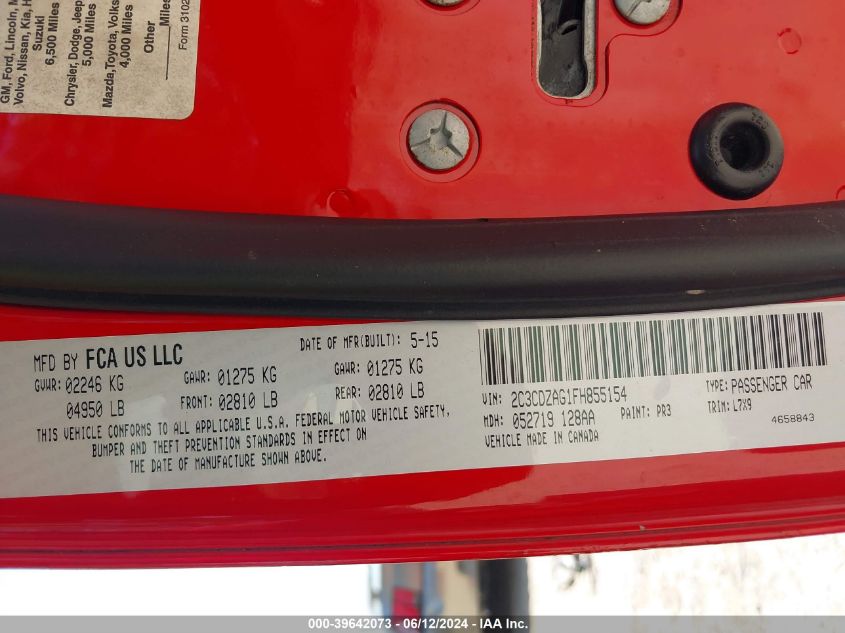 GM, Ford, Lincoln,
Volvo, Nissan, Kia,
Suzuki
6,500 Miles
Chrysler, Dodge, Jeep
5,000 Miles
Mazda, Toyota, Volks
4,000 Miles
Other
Miles
Form 3102
MFD BY FCA US LLC
DATE OF MFR(BUILT): 5-15
GVWR: 02246 KG
GAWR: 01275 KG
GAWR: 01275 KG
04950 LB
FRONT: 02810 LB
REAR: 02810 LB
THIS VEHICLE CONFORMS TO ALL APPLICABLE U.S.A. FEDERAL MOTOR VEHICLE SAFETY,
BUMPER AND THEFT PREVENTION STANDARDS IN EFFECT ON
THE DATE OF MANUFACTURE SHOWN ABOVE.
VIN: 2C3CDZAG1FH855154
TYPE: PASSENGER CAR
MDH: 052719 128AA
PAINT: PR3
TRIM: L7X9
VEHICLE MADE IN CANADA
4658843
000-39642073 - 06/12/2024 - IAA Inc.